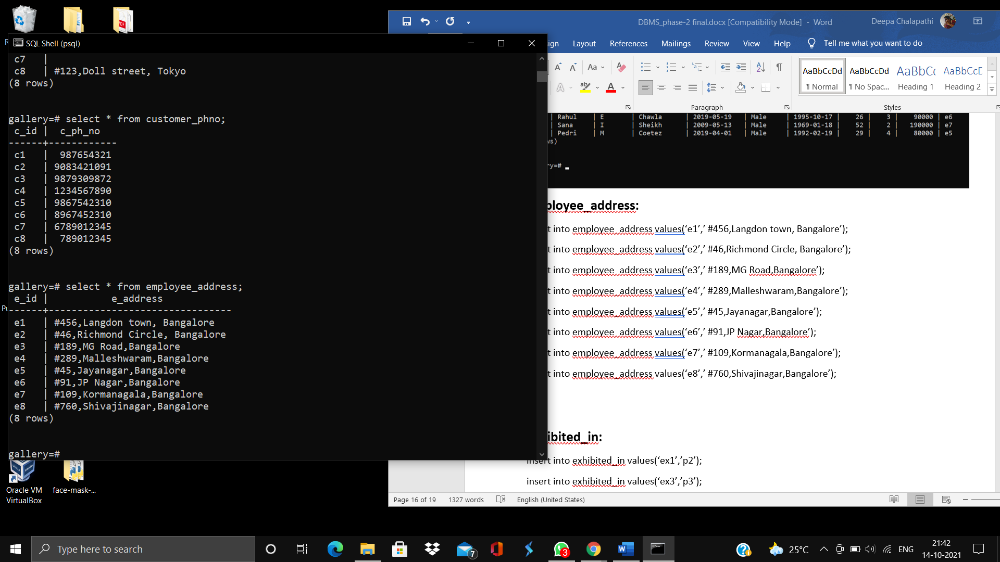 SQL Shell (psql)
c7 |
c8 | #123,Doll street, Tokyo
(8 rows)
gallery=# select * from customer_phno;
c_id | c_ph_no
------+------------
c1 | 987654321
c2 | 9083421091
c3 | 9879309872
c4 | 1234567890
c5 | 9867542310
c6 | 8967452310
c7 | 6789012345
c8 | 789012345
(8 rows)
gallery=# select * from employee_address;
e_id | e_address
------+--------------------------------
e1 | #456,Langdon town, Bangalore
e2 | #46,Richmond Circle, Bangalore
e3 | #189,MG Road,Bangalore
e4 | #289,Malleshwaram,Bangalore
e5 | #45,Jayanagar,Bangalore
e6 | #91,JP Nagar,Bangalore
e7 | #109,Kormanagala,Bangalore
e8 | #760,Shivajinagar,Bangalore
(8 rows)
gallery=#
Oracle VM
VirtualBox
face-mask-...
DBMS_phase-2 final.docx [Compatibility Mode] - Word
Deepa Chalapathi
gn Layout References Mailings Review View Help Tell me what you want to do
AaBbCcDd AaBbCcDd AaBbC AaBbCcD
¶ Normal ¶ No Spac... Heading 1 Heading 2
Paragraph Styles
| Rahul | E | Chawla | 2019-05-19 | Male | 1995-10-17 | 26 | 3 | 90000 | e6
| Sana | I | Sheikh | 2009-05-13 | Male | 1969-01-18 | 52 | 2 | 190000 | e7
| Pedri | M | Coetez | 2019-04-01 | Male | 1992-02-19 | 29 | 4 | 80000 | e5
ws)
ry=#
ployee_address:
t into employee_address values(‘e1’,’ #456,Langdon town, Bangalore’);
t into employee_address values(‘e2’,’ #46,Richmond Circle, Bangalore’);
t into employee_address values(‘e3’,’ #189,MG Road,Bangalore’);
t into employee_address values(‘e4’,’ #289,Malleshwaram,Bangalore’);
t into employee_address values(‘e5’,’ #45,Jayanagar,Bangalore’);
t into employee_address values(‘e6’,’ #91,JP Nagar,Bangalore’);
t into employee_address values(‘e7’,’ #109,Kormanagala,Bangalore’);
t into employee_address values(‘e8’,’ #760,Shivajinagar,Bangalore’);
ibited_in:
insert into exhibited_in values(‘ex1’,’p2’);
insert into exhibited_in values(‘ex3’,’p3’);
Page 16 of 19 1327 words English (United States)
Type here to search
7
3
25°C ENG
21:42
14-10-2021